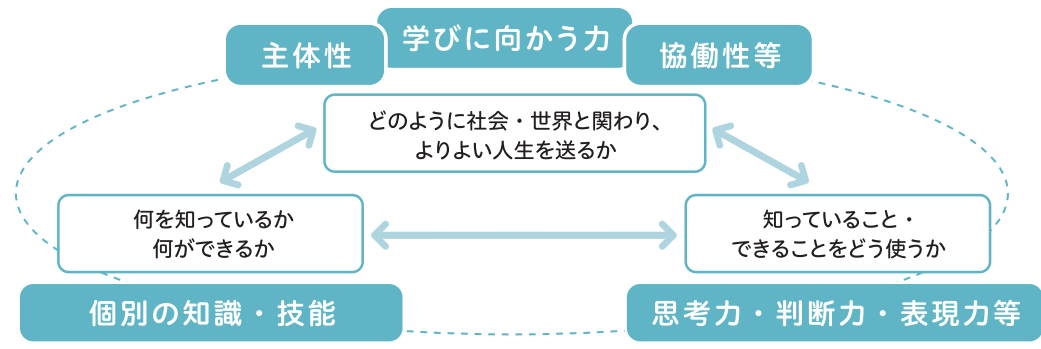 学びに向かう力
主体性
協働性等
どのように社会・世界と関わり、
よりよい人生を送るか
何を知っているか
何ができるか
知っていること・
できることをどう使うか
個別の知識・技能
思考力・判断力・表現力等